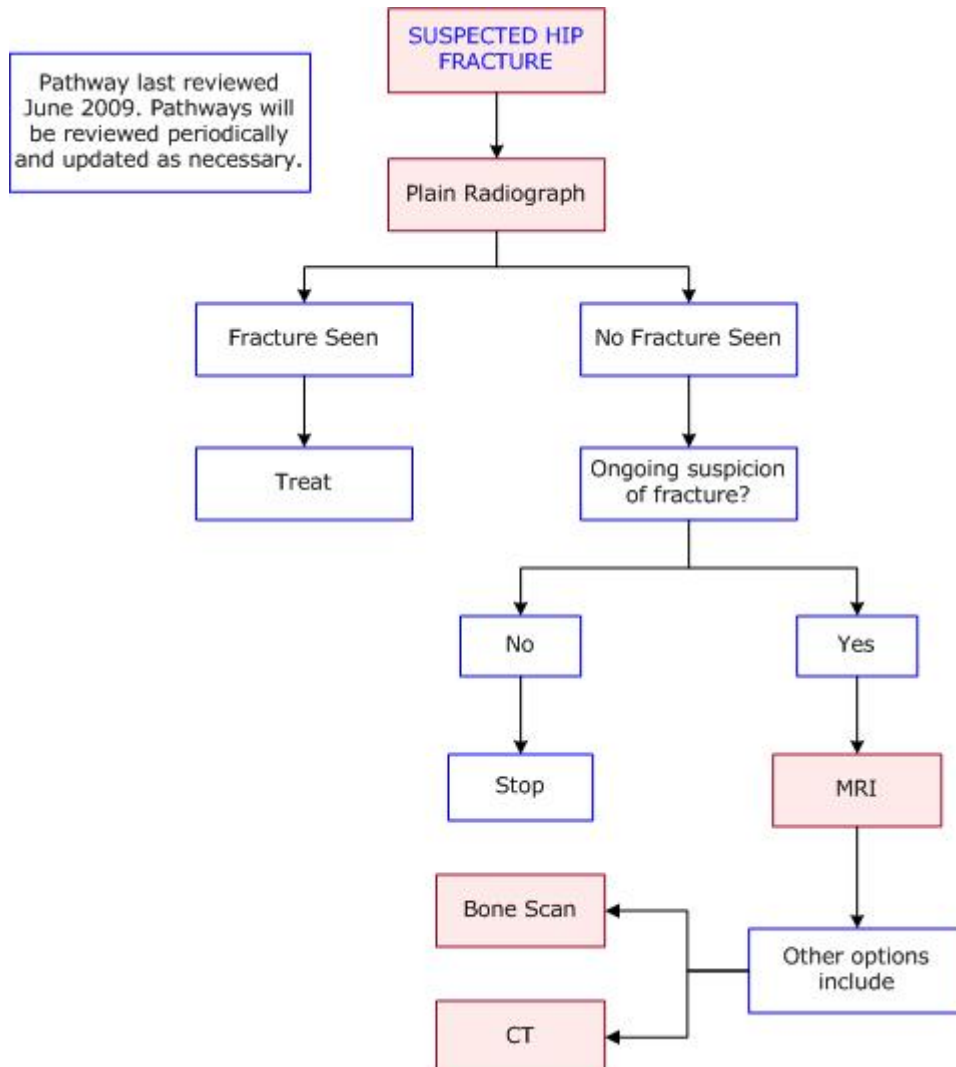 SUSPECTED HIP
FRACTURE
Pathway last reviewed
June 2009. Pathways will
be reviewed periodically
and updated as necessary.
Plain Radiograph
Fracture Seen
No Fracture Seen
Treat
Ongoing suspicion
of fracture?
No
Yes
Stop
MRI
Bone Scan
Other options
include
CT